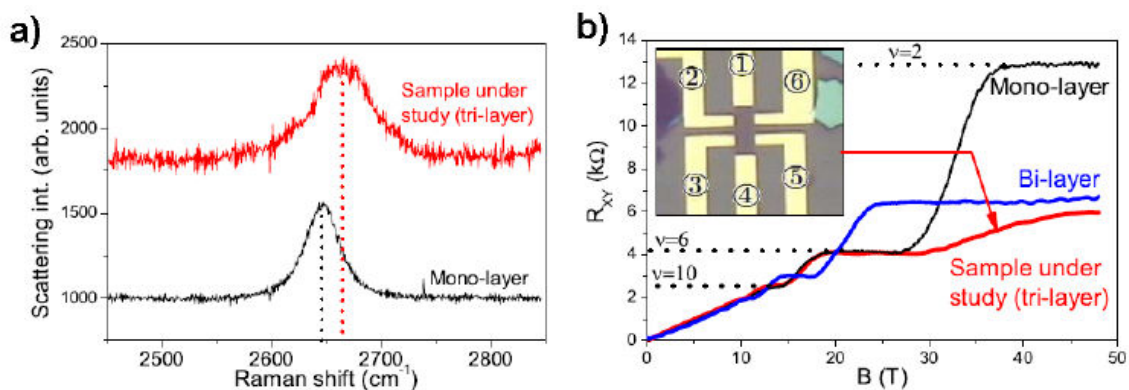 a)
2500
2000
1500
1000
Scattering int. (arb. units)
Sample under
study (tri-layer)
Mono-layer
2500
2600
2700
2800
Raman shift (cm⁻¹)
b)
14
12
10
8
6
4
2
0
R_XY (kΩ)
ν=2
Mono-layer
Bi-layer
ν=6
ν=10
Sample under
study (tri-layer)
①
②
⑥
③
④
⑤
0
10
20
30
40
50
B (T)